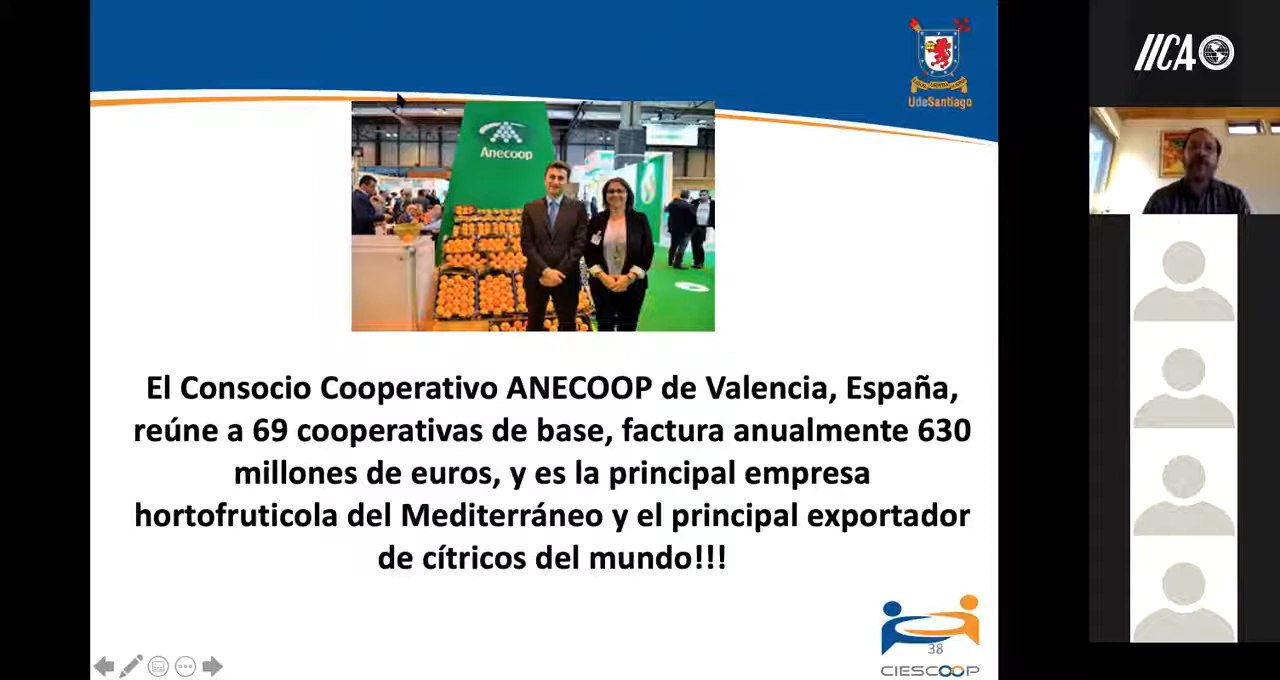 UdeSantiago
IICA
Anecoop
El Consocio Cooperativo ANECOOP de Valencia, España,
reúne a 69 cooperativas de base, factura anualmente 630
millones de euros, y es la principal empresa
hortofruticola del Mediterráneo y el principal exportador
de cítricos del mundo!!!
38
CIESCOOP